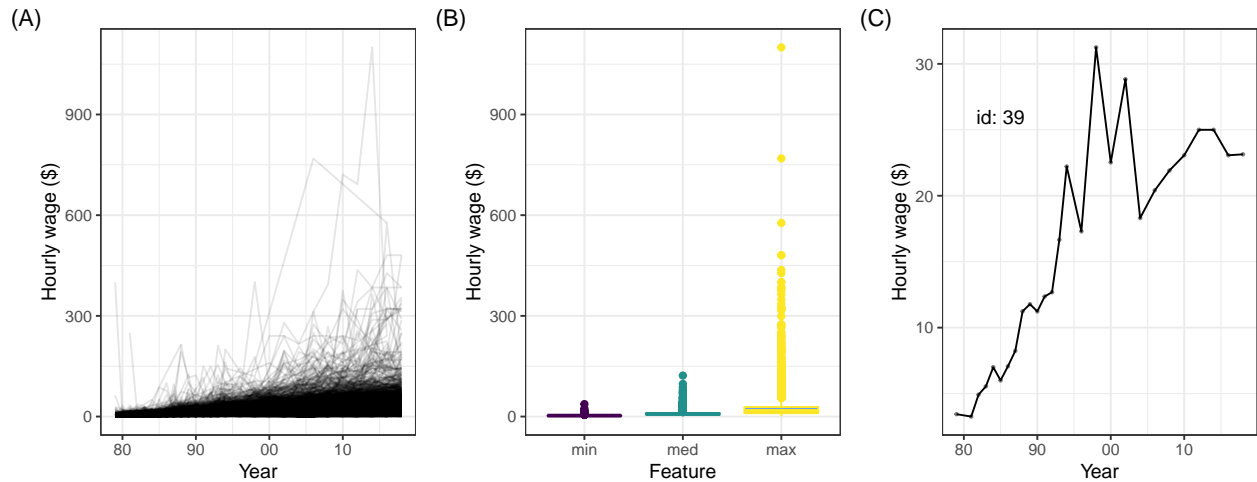 (A)
Hourly wage ($)
900
600
300
0
80 90 00 10
Year
(B)
Hourly wage ($)
900
600
300
0
min med max
Feature
(C)
Hourly wage ($)
30
20
10
id: 39
80 90 00 10
Year